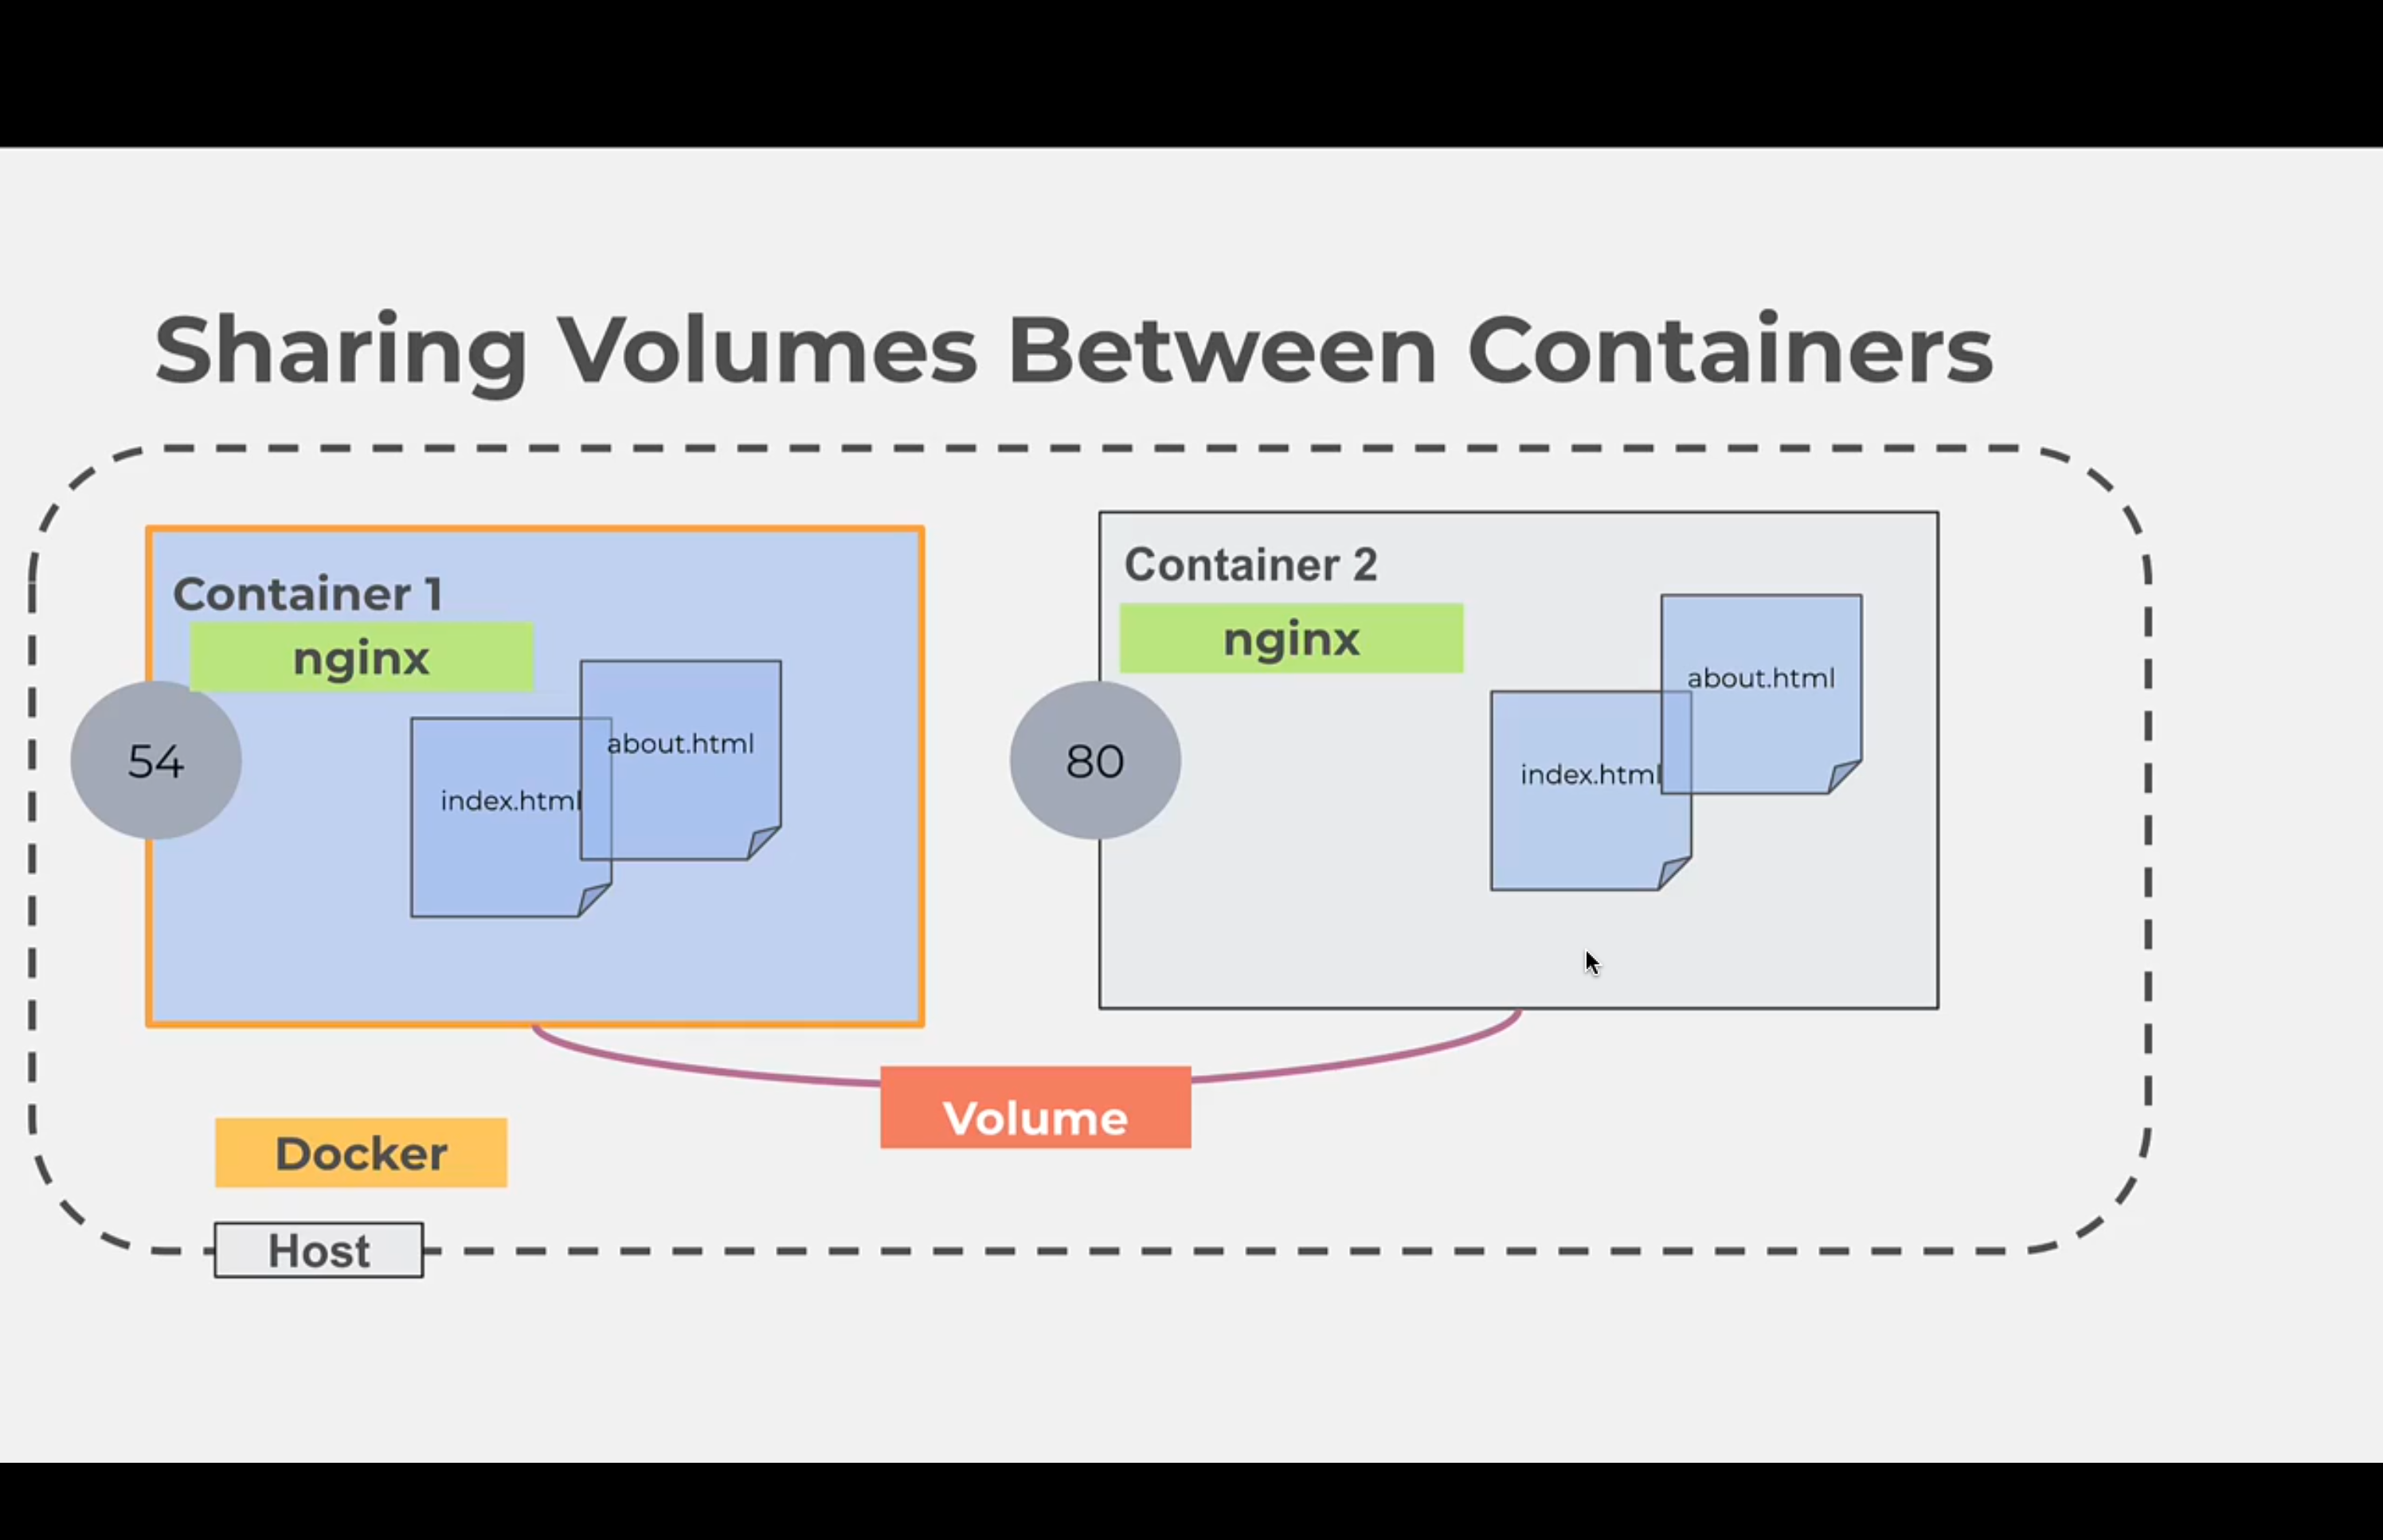 Sharing Volumes Between Containers
Container 1
nginx
54
index.html
about.html
Container 2
nginx
80
index.html
about.html
Volume
Docker
Host